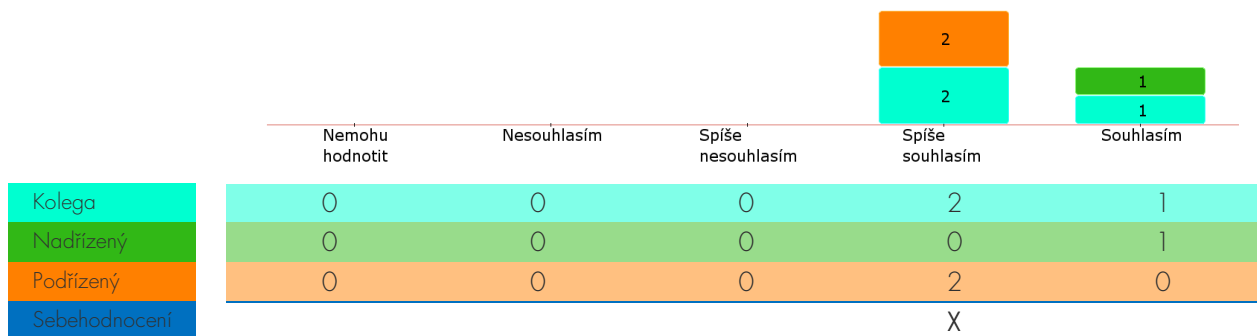 2
2
1
1
Nemohu hodnotit
Nesouhlasím
Spíše nesouhlasím
Spíše souhlasím
Souhlasím
Kolega 0 0 0 2 1
Nadřízený 0 0 0 0 1
Podřízený 0 0 0 2 0
Sebehodnocení X